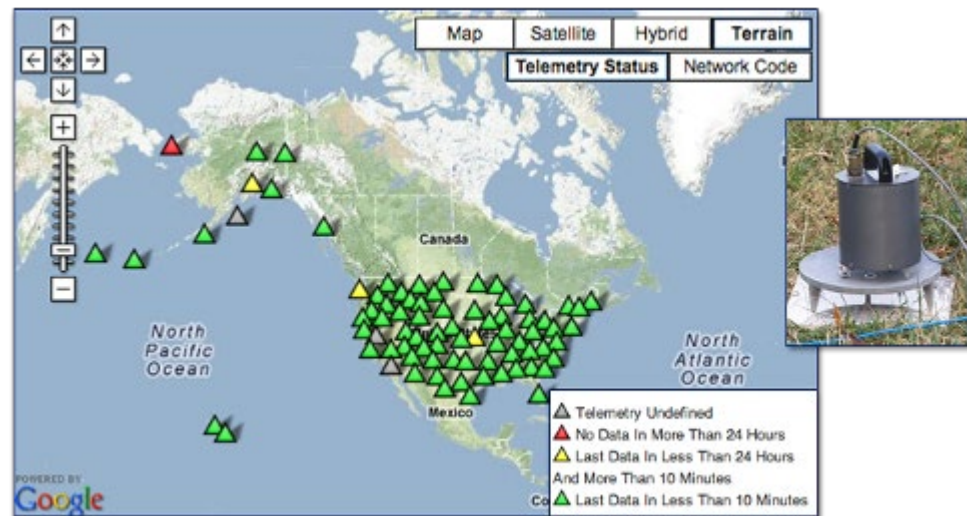 Map Satellite Hybrid Terrain
Telemetry Status Network Code
Canada
North
Pacific
Ocean
North
Atlantic
Ocean
Mexico
Telemetry Undefined
No Data In More Than 24 Hours
Last Data In Less Than 24 Hours
And More Than 10 Minutes
Last Data In Less Than 10 Minutes
POWERED BY
Google
Co